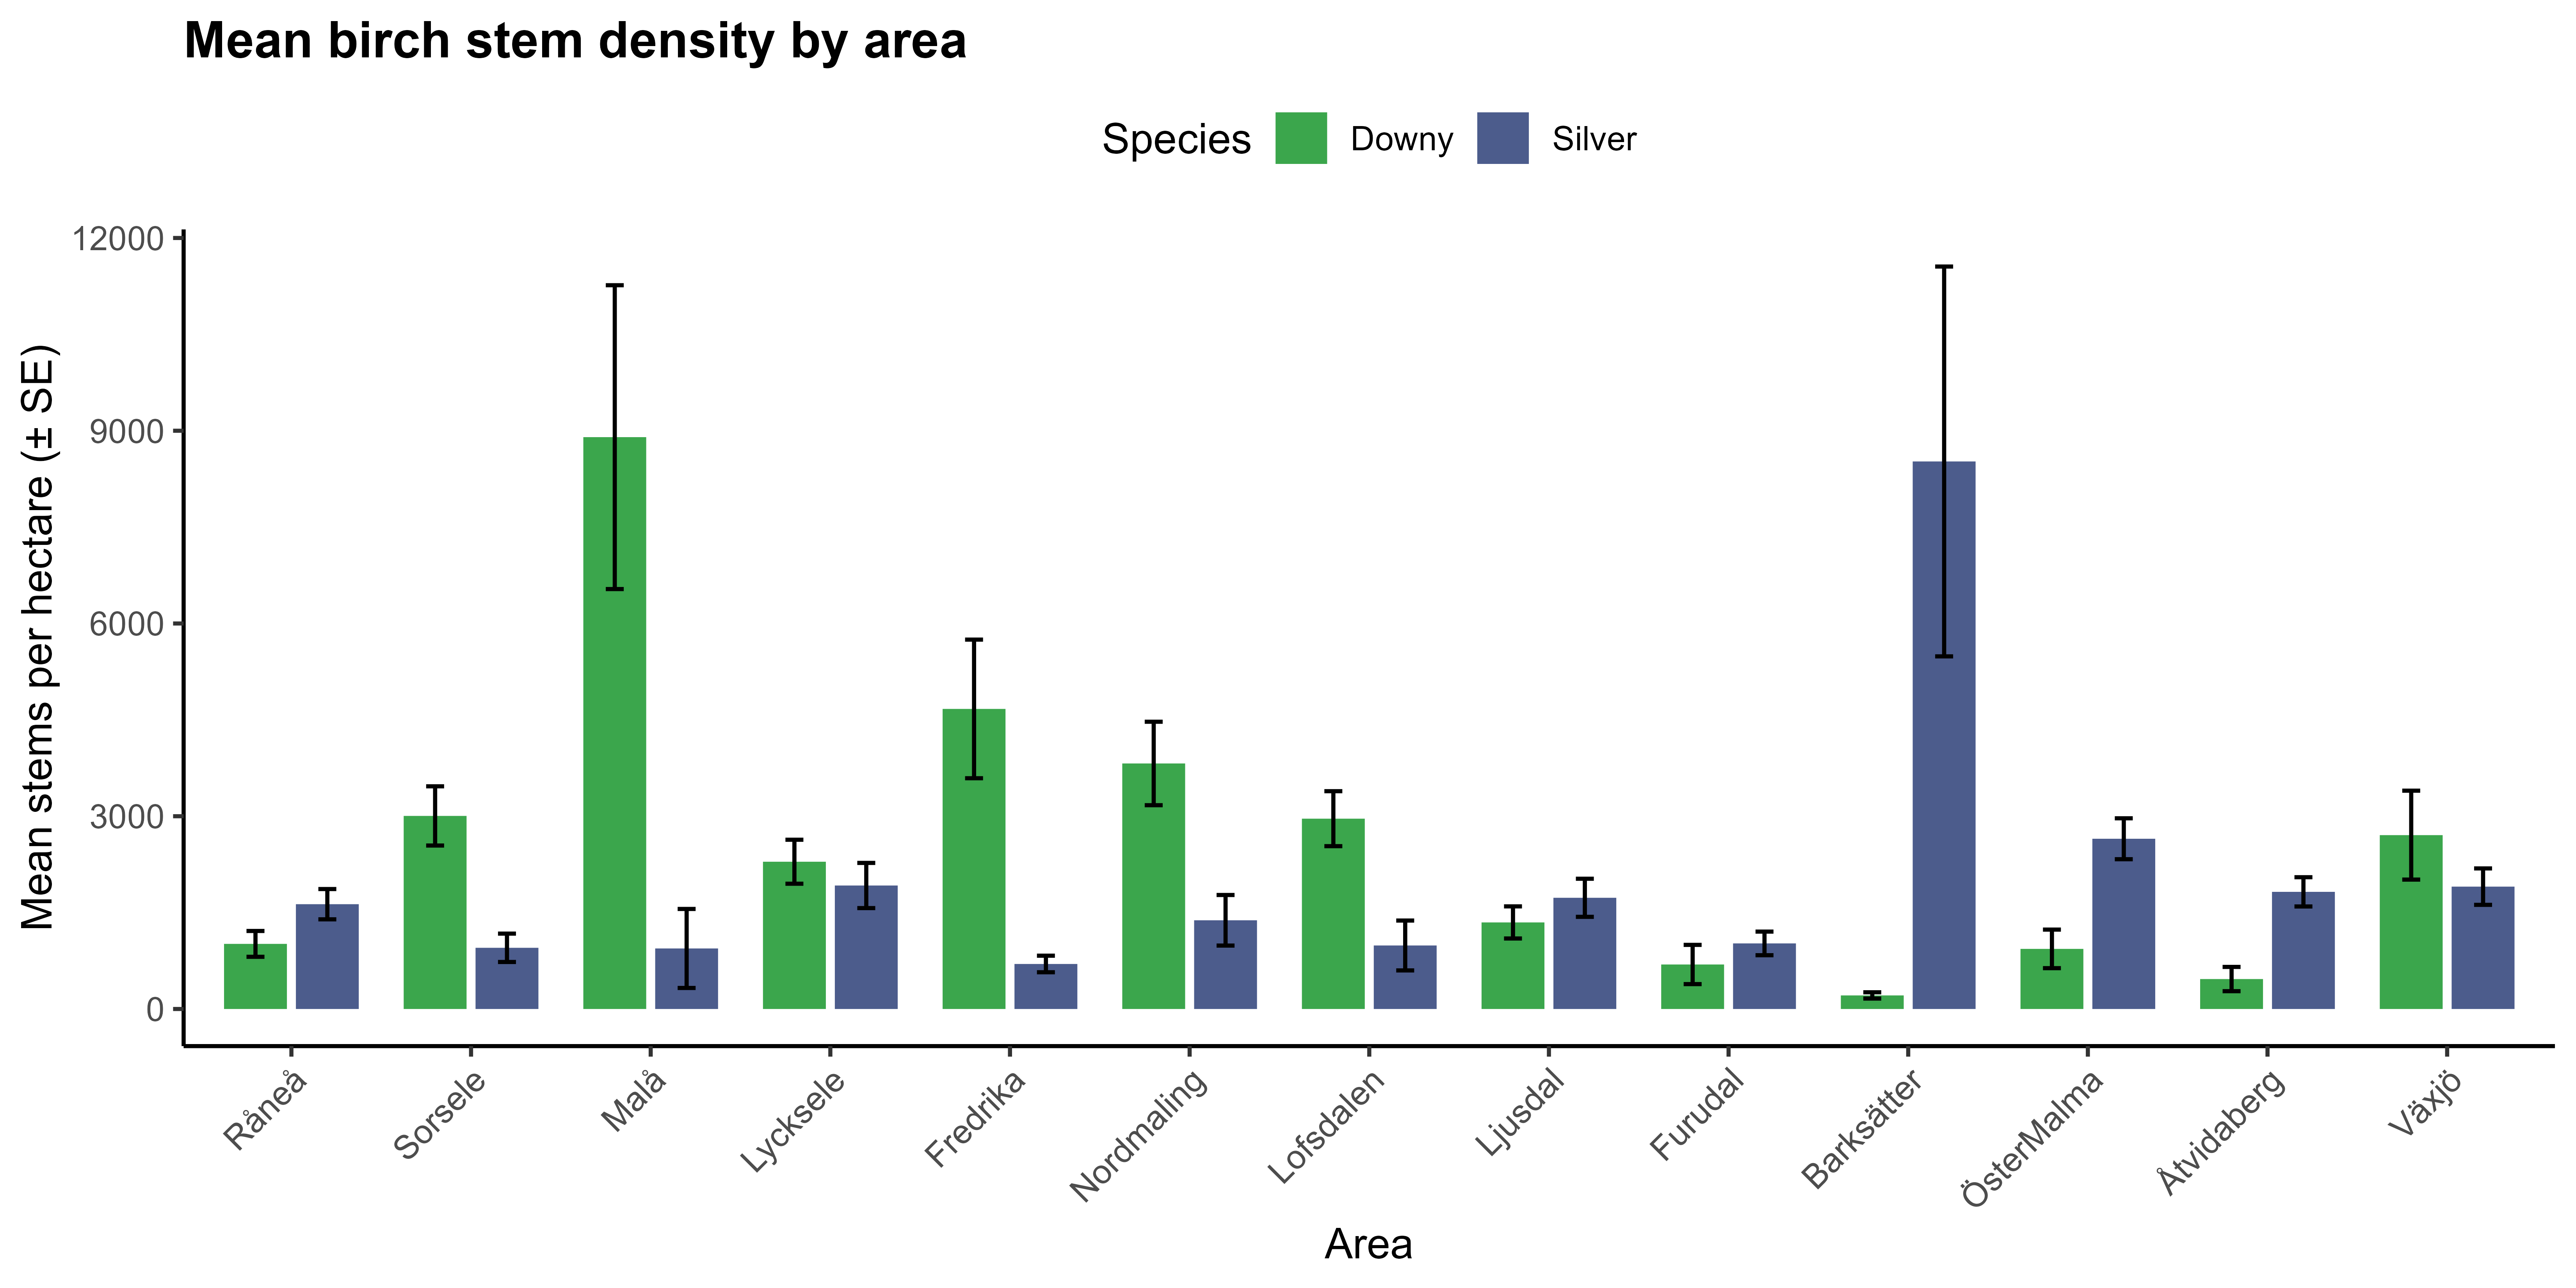 Mean birch stem density by area
Species Downy Silver
Mean stems per hectare (± SE)
12000
9000
6000
3000
0
Råneå Sorsele Malå Lycksele Fredrika Nordmaling Lofsdalen Ljusdal Furudal Barksätter ÖsterMalma Åtvidaberg Växjö
Area